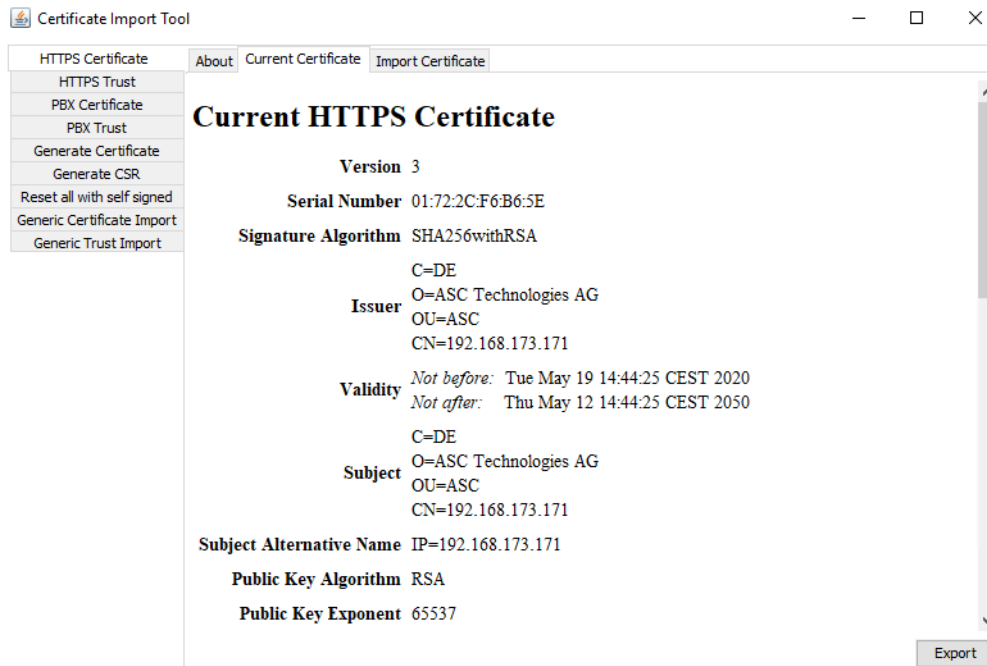 Certificate Import Tool
HTTPS Certificate
HTTPS Trust
PBX Certificate
PBX Trust
Generate Certificate
Generate CSR
Reset all with self signed
Generic Certificate Import
Generic Trust Import
About Current Certificate Import Certificate
Current HTTPS Certificate
Version 3
Serial Number 01:72:2C:F6:B6:5E
Signature Algorithm SHA256withRSA
Issuer
C=DE
O=ASC Technologies AG
OU=ASC
CN=192.168.173.171
Validity
Not before: Tue May 19 14:44:25 CEST 2020
Not after: Thu May 12 14:44:25 CEST 2050
Subject
C=DE
O=ASC Technologies AG
OU=ASC
CN=192.168.173.171
Subject Alternative Name IP=192.168.173.171
Public Key Algorithm RSA
Public Key Exponent 65537
Export